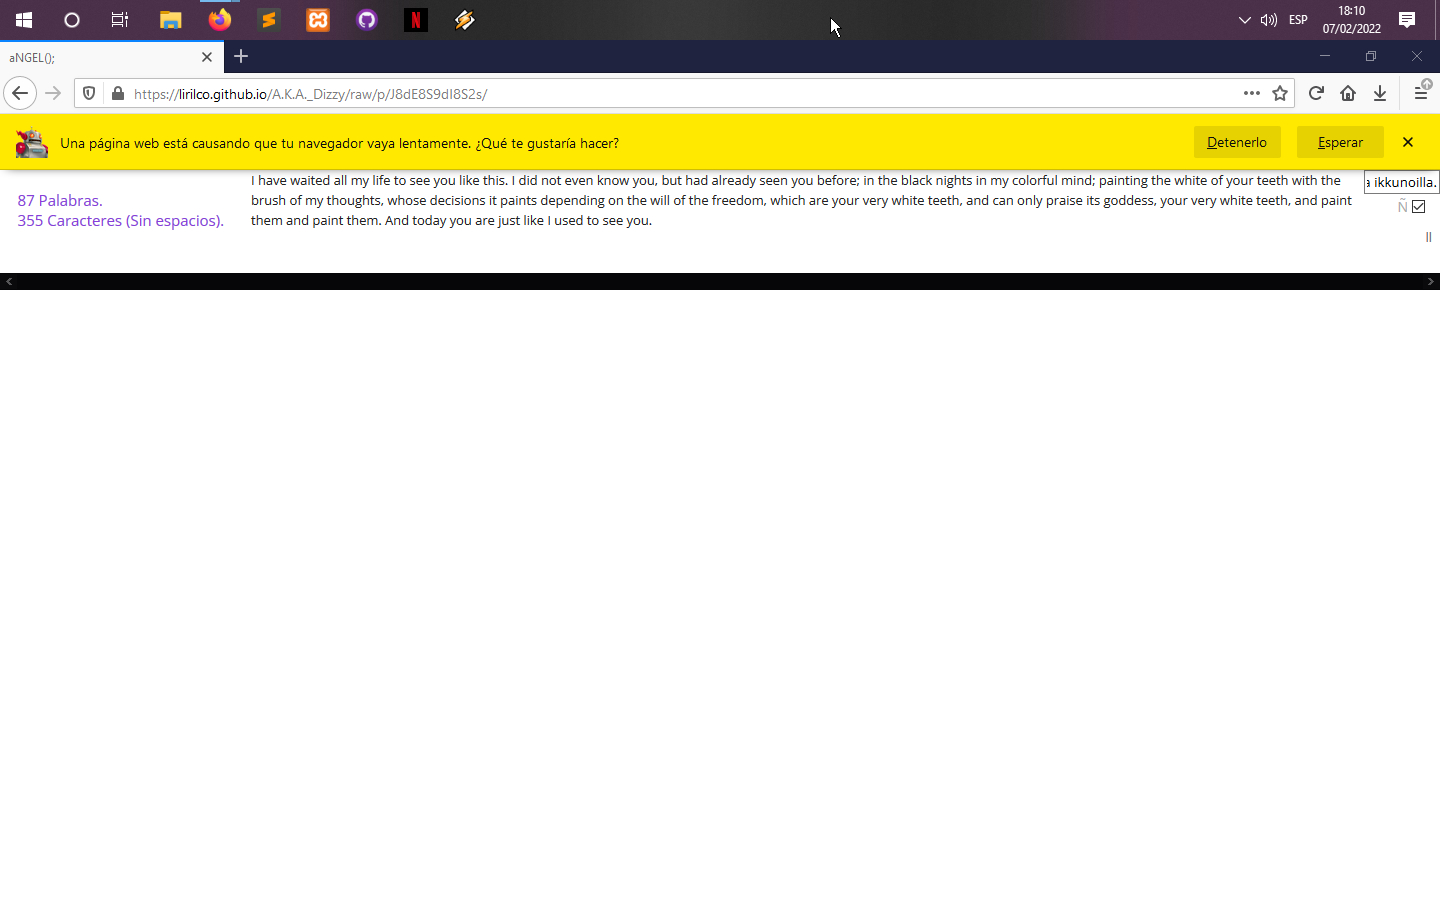 ESP
18:10
07/02/2022
aNGEL();
https://lirilco.github.io/A.K.A._Dizzy/raw/p/J8dE8S9dI8S2s/
Una página web está causando que tu navegador vaya lentamente. ¿Qué te gustaría hacer?
Detenerlo
Esperar
87 Palabras.
355 Caracteres (Sin espacios).
I have waited all my life to see you like this. I did not even know you, but had already seen you before; in the black nights in my colorful mind; painting the white of your teeth with the
brush of my thoughts, whose decisions it paints depending on the will of the freedom, which are your very white teeth, and can only praise its goddess, your very white teeth, and paint
them and paint them. And today you are just like I used to see you.
a ikkunoilla.
Ñ
II